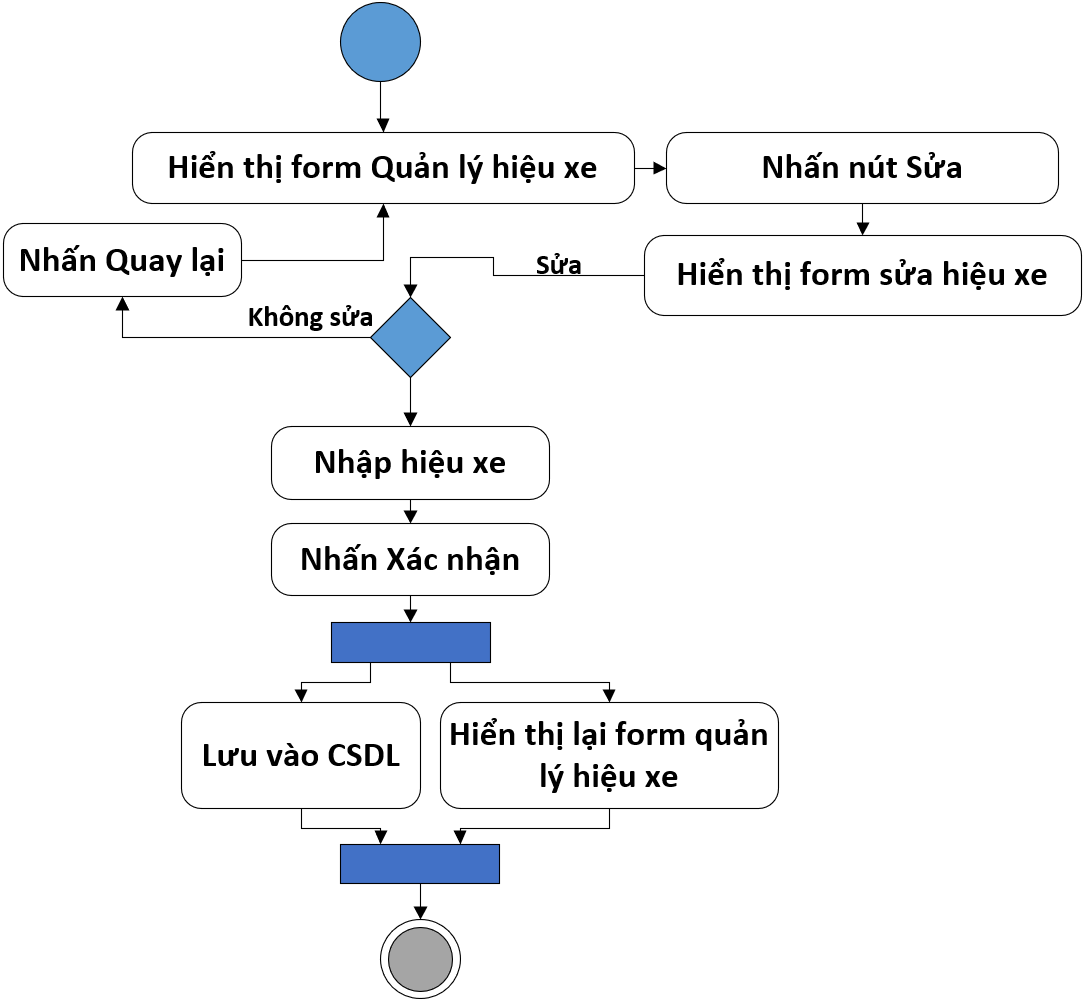 Hiển thị form Quản lý hiệu xe
Nhấn nút Sửa
Nhấn Quay lại
Sửa
Hiển thị form sửa hiệu xe
Không sửa
Nhập hiệu xe
Nhấn Xác nhận
Lưu vào CSDL
Hiển thị lại form quản
lý hiệu xe